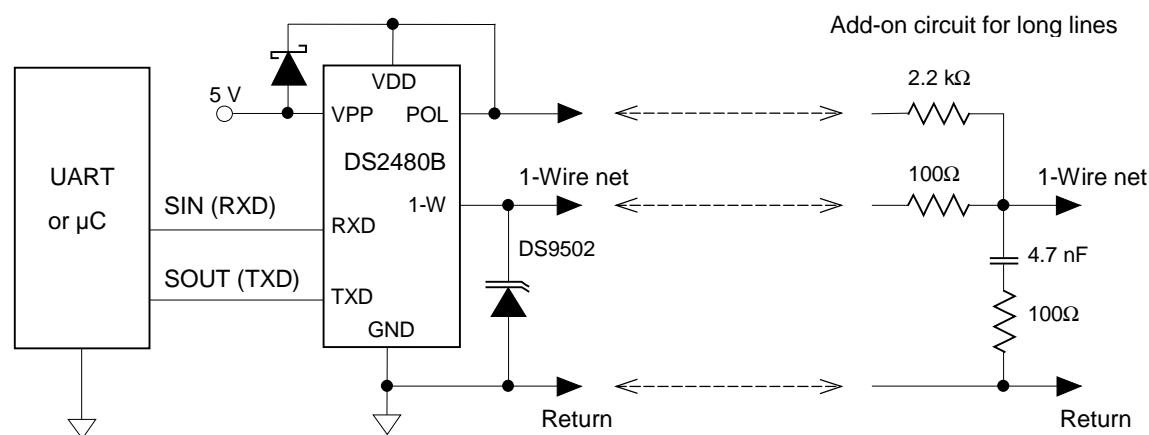 Add-on circuit for long lines
2.2 kΩ
5 V
VDD
VPP
POL
DS2480B
UART
or µC
1-Wire net
100Ω
1-Wire net
SIN (RXD)
1-W
RXD
DS9502
4.7 nF
SOUT (TXD)
TXD
100Ω
GND
Return
Return